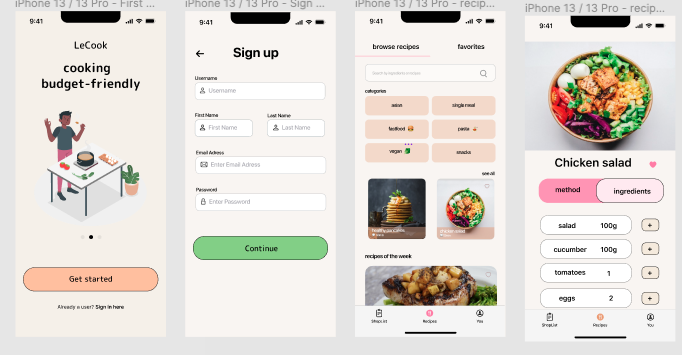 iPhone 13 / 13 Pro - First ...
9:41
LeCook
cooking
budget-friendly
Get started
Already a user? Sign in here
iPhone 13 / 13 Pro - Sign ...
9:41
Sign up
Username
Username
First Name
Last Name
First Name
Last Name
Email Adress
Enter Email Adress
Password
Enter Password
Continue
iPhone 13 / 13 Pro - recip...
9:41
browse recipes
favorites
Search by ingredients or recipes
categories
asian
single meal
fastfood
pasta
vegan
snacks
see all
healthy pancakes
chicken salad
recipes of the week
ShopList
Recipes
You
iPhone 13 / 13 Pro - recip...
9:41
Chicken salad
method
ingredients
salad 100g +
cucumber 100g +
tomatoes 1 +
eggs 2 +
ShopList
Recipes
You